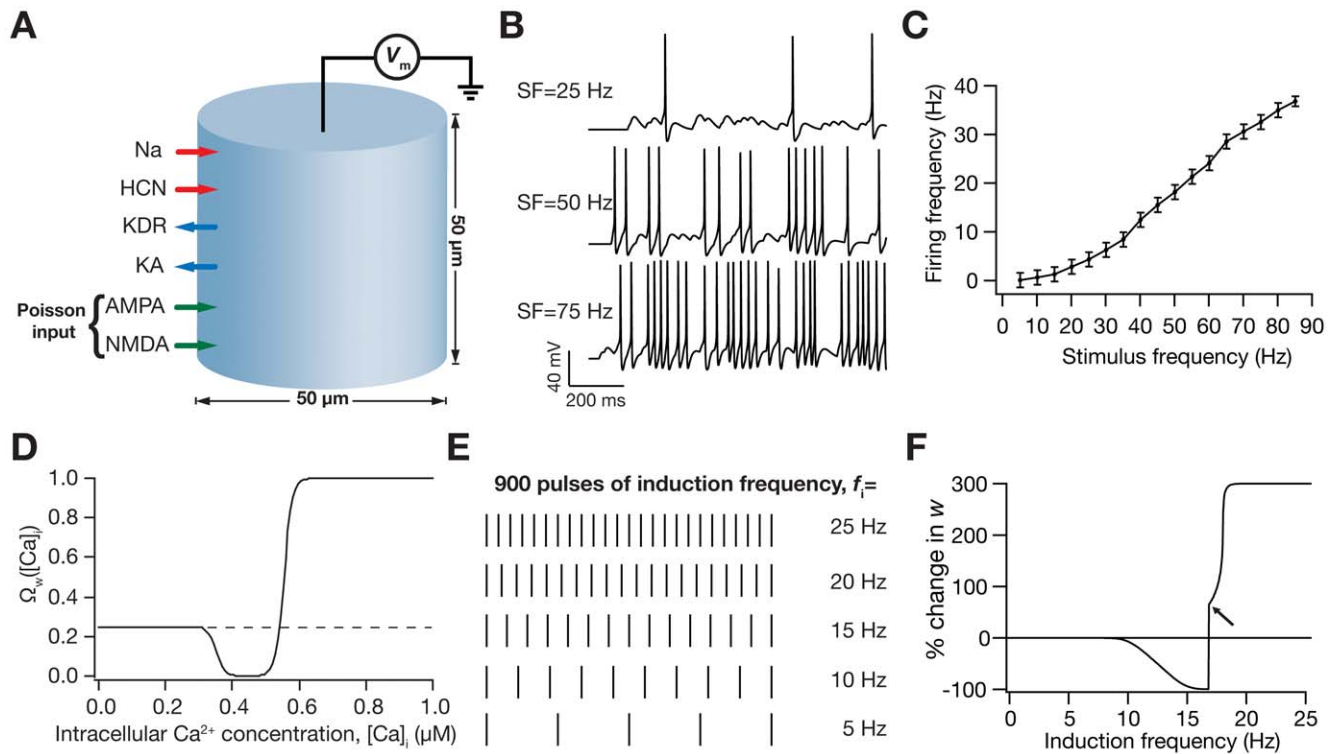 A
Vm
Na
HCN
KDR
KA
Poisson
input
{
AMPA
NMDA
50 µm
50 µm
B
SF=25 Hz
SF=50 Hz
SF=75 Hz
40 mV
200 ms
C
Firing frequency (Hz)
40
30
20
10
0
0 10 20 30 40 50 60 70 80 90
Stimulus frequency (Hz)
D
Ωw([Ca]i)
1.0
0.8
0.6
0.4
0.2
0.0
0.0 0.2 0.4 0.6 0.8 1.0
Intracellular Ca2+ concentration, [Ca]i (µM)
E
900 pulses of induction frequency, fi=
25 Hz
20 Hz
15 Hz
10 Hz
5 Hz
F
% change in w
300
200
100
0
-100
0 5 10 15 20 25
Induction frequency (Hz)